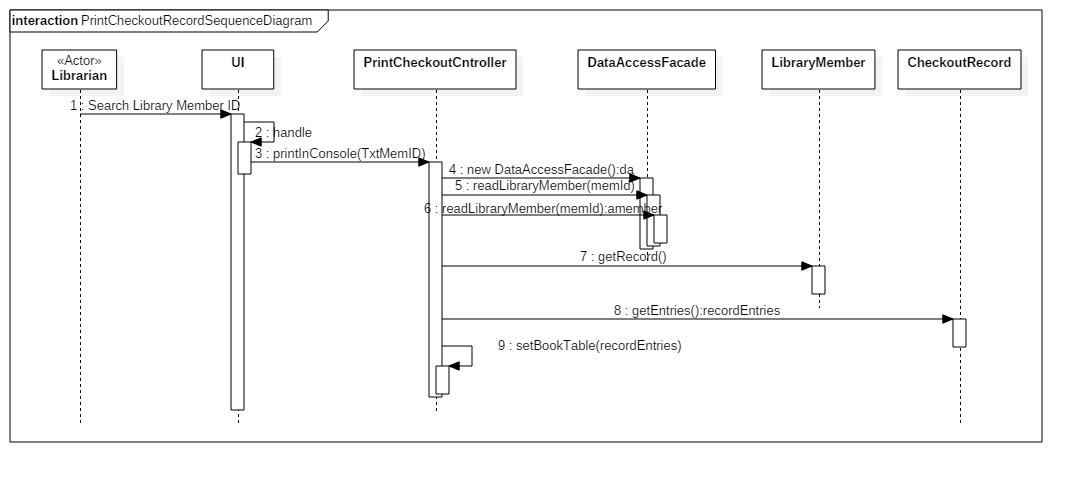 interaction PrintCheckoutRecordSequenceDiagram
«Actor»
Librarian
UI
PrintCheckoutCntroller
DataAccessFacade
LibraryMember
CheckoutRecord
1 : Search Library Member ID
2 : handle
3 : printInConsole(TxtMemID)
4 : new DataAccessFacade():da
5 : readLibraryMember(memId)
6 : readLibraryMember(memId):amember
7 : getRecord()
8 : getEntries():recordEntries
9 : setBookTable(recordEntries)